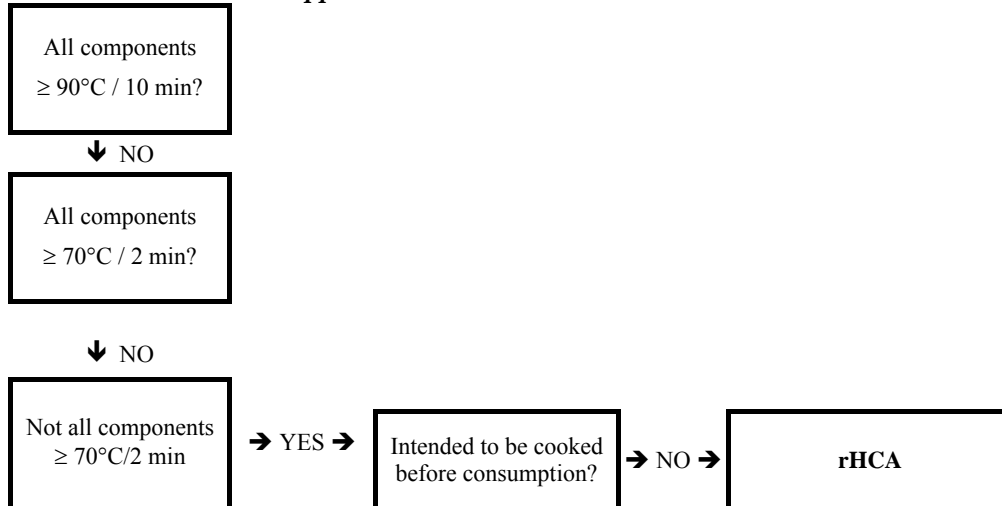 All components
≥ 90°C / 10 min?
🡻 NO
All components
≥ 70°C / 2 min?
🡻 NO
Not all components
≥ 70°C/2 min
➔ YES ➔
Intended to be cooked
before consumption?
➔ NO ➔
rHCA